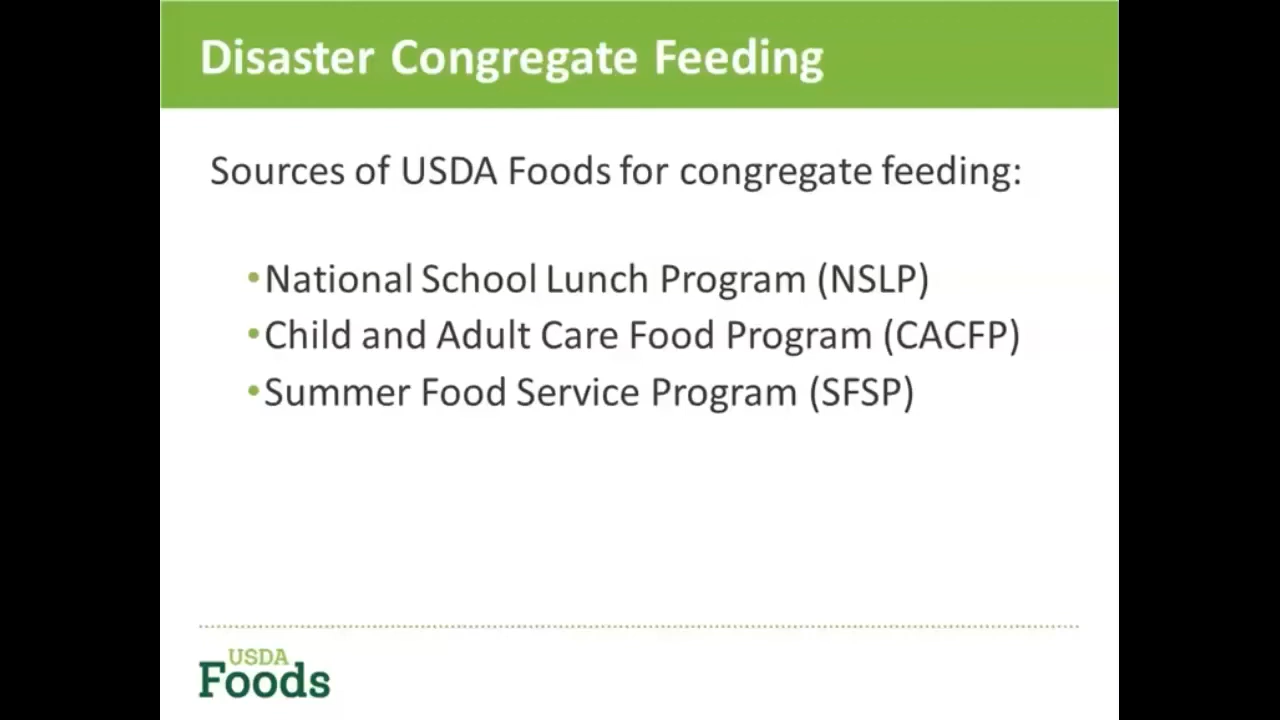 Disaster Congregate Feeding
Sources of USDA Foods for congregate feeding:
•National School Lunch Program (NSLP)
•Child and Adult Care Food Program (CACFP)
•Summer Food Service Program (SFSP)
USDA
Foods